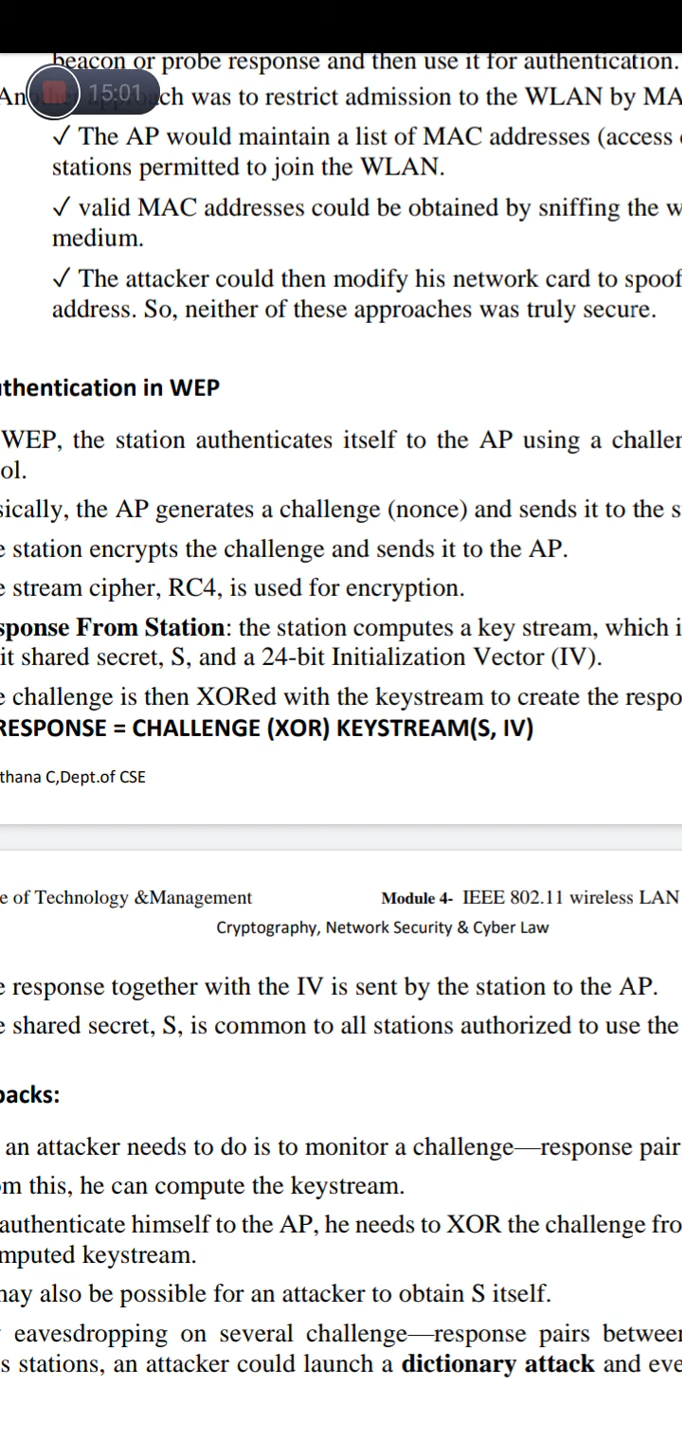 beacon or probe response and then use it for authentication.
15:01
An ch was to restrict admission to the WLAN by MA
✓ The AP would maintain a list of MAC addresses (access
stations permitted to join the WLAN.
✓ valid MAC addresses could be obtained by sniffing the w
medium.
✓ The attacker could then modify his network card to spoof
address. So, neither of these approaches was truly secure.
uthentication in WEP
WEP, the station authenticates itself to the AP using a challen
ol.
sically, the AP generates a challenge (nonce) and sends it to the s
e station encrypts the challenge and sends it to the AP.
e stream cipher, RC4, is used for encryption.
sponse From Station: the station computes a key stream, which i
it shared secret, S, and a 24-bit Initialization Vector (IV).
e challenge is then XORed with the keystream to create the respo
RESPONSE = CHALLENGE (XOR) KEYSTREAM(S, IV)
thana C,Dept.of CSE
e of Technology &Management
Module 4- IEEE 802.11 wireless LAN
Cryptography, Network Security & Cyber Law
e response together with the IV is sent by the station to the AP.
e shared secret, S, is common to all stations authorized to use the
backs:
an attacker needs to do is to monitor a challenge—response pair
om this, he can compute the keystream.
authenticate himself to the AP, he needs to XOR the challenge fro
mputed keystream.
may also be possible for an attacker to obtain S itself.
eavesdropping on several challenge—response pairs between
s stations, an attacker could launch a dictionary attack and eve